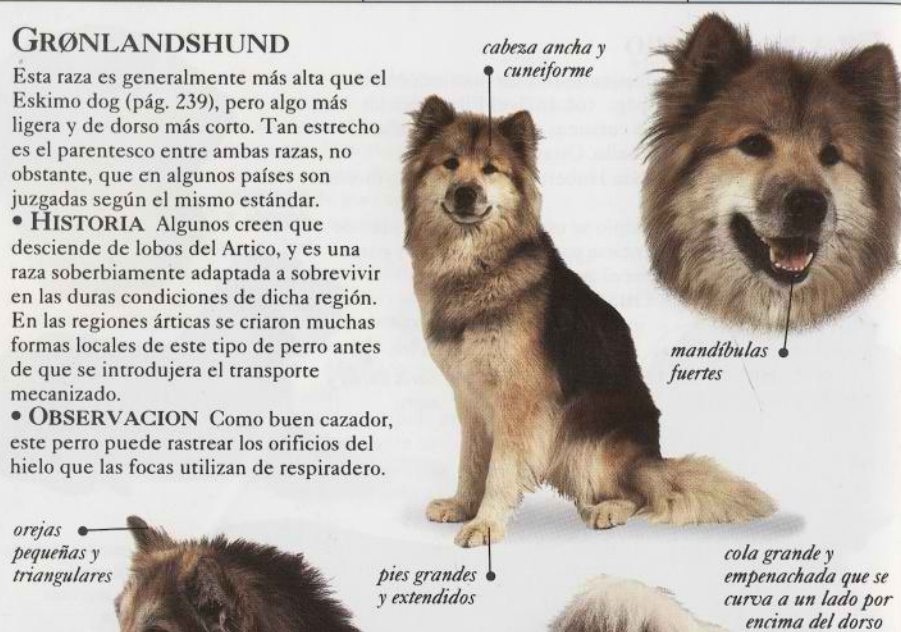 GRØNLANDSHUND
Esta raza es generalmente más alta que el
Eskimo dog (pág. 239), pero algo más
ligera y de dorso más corto. Tan estrecho
es el parentesco entre ambas razas, no
obstante, que en algunos países son
juzgadas según el mismo estándar.
• HISTORIA Algunos creen que
desciende de lobos del Artico, y es una
raza soberbiamente adaptada a sobrevivir
en las duras condiciones de dicha región.
En las regiones árticas se criaron muchas
formas locales de este tipo de perro antes
de que se introdujera el transporte
mecanizado.
• OBSERVACION Como buen cazador,
este perro puede rastrear los orificios del
hielo que las focas utilizan de respiradero.
cabeza ancha y
cuneiforme
mandíbulas
fuertes
orejas
pequeñas y
triangulares
pies grandes
y extendidos
cola grande y
empenachada que se
curva a un lado por
encima del dorso